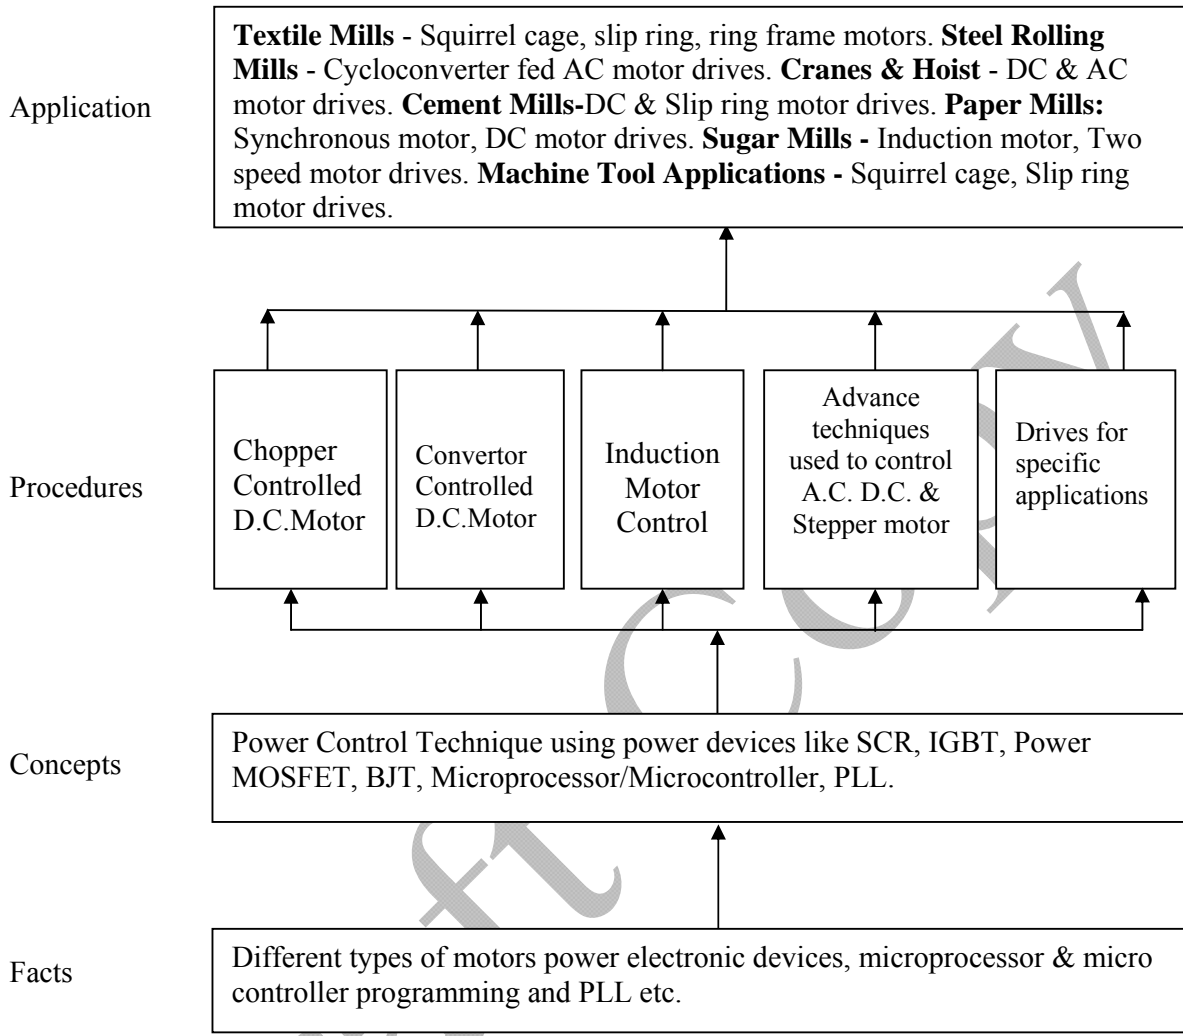 Textile Mills - Squirrel cage, slip ring, ring frame motors. Steel Rolling
Mills - Cycloconverter fed AC motor drives. Cranes & Hoist - DC & AC
motor drives. Cement Mills-DC & Slip ring motor drives. Paper Mills:
Synchronous motor, DC motor drives. Sugar Mills - Induction motor, Two
speed motor drives. Machine Tool Applications - Squirrel cage, Slip ring
motor drives.
Application
Chopper
Controlled
D.C.Motor
Convertor
Controlled
D.C.Motor
Induction
Motor
Control
Advance
techniques
used to control
A.C. D.C. &
Stepper motor
Drives for
specific
applications
Procedures
Power Control Technique using power devices like SCR, IGBT, Power
MOSFET, BJT, Microprocessor/Microcontroller, PLL.
Concepts
Different types of motors power electronic devices, microprocessor & micro
controller programming and PLL etc.
Facts
ft Copy